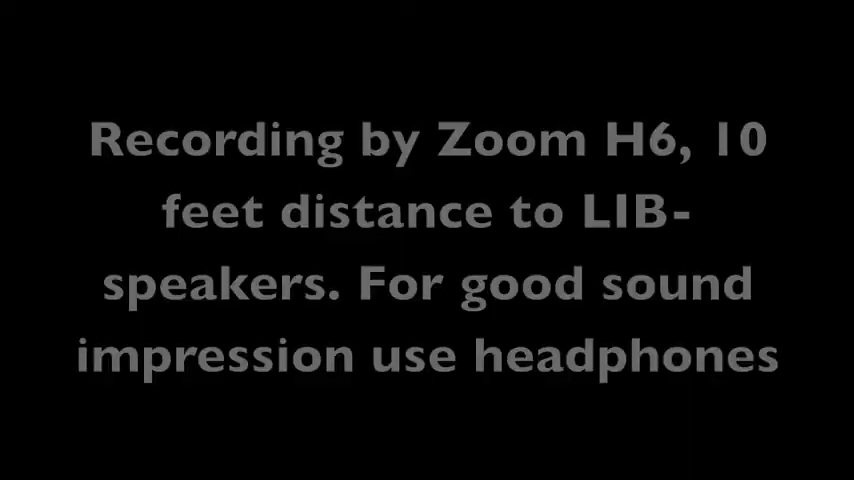 Recording by Zoom H6, 10
feet distance to LIB-
speakers. For good sound
impression use headphones